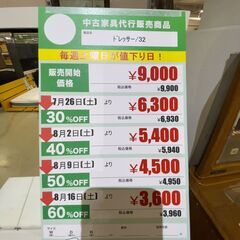 中古家具代行販売商品
商品名
ドレッサー/32
毎週土曜日が値下り日！
販売開始価格
¥9,000
税込価格 ¥9,900
7月26日(土) より
30%OFF
¥6,300
税込価格 ¥6,930
8月2日(土) より
40%OFF
¥5,400
税込価格 ¥5,940
8月9日(土) より
50%OFF
¥4,500
税込価格 ¥4,950
8月16日(土) より
60%OFF
¥3,600
税込価格 ¥3,960
W D H